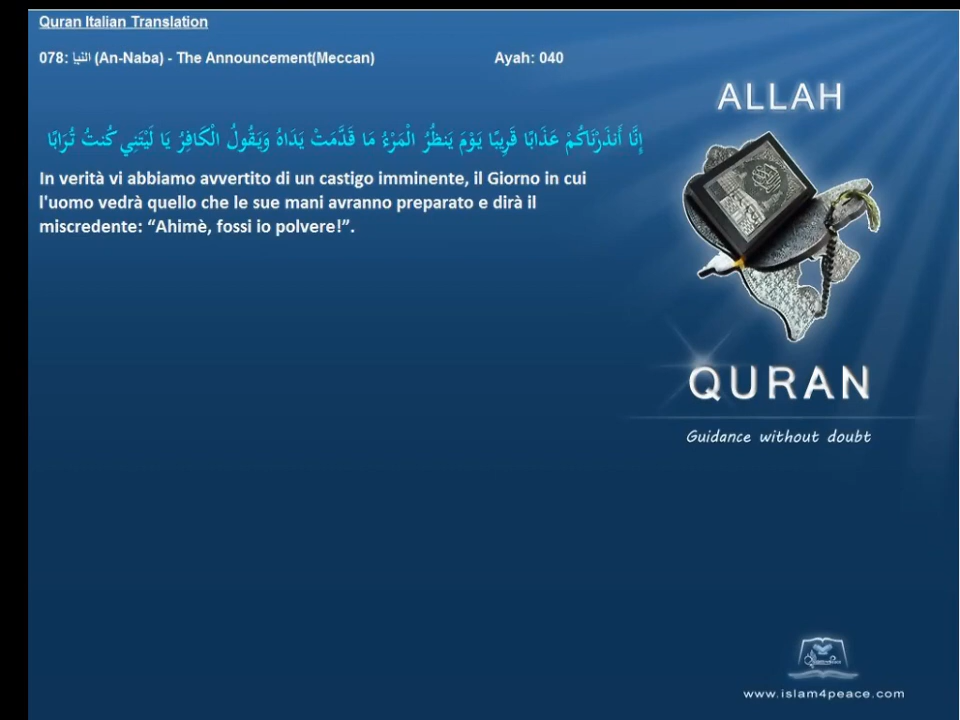 Quran Italian Translation
078: النبإ (An-Naba) - The Announcement(Meccan) Ayah: 040
إِنَّا أَنذَرْنَاكُمْ عَذَابًا قَرِيبًا يَوْمَ يَنظُرُ الْمَرْءُ مَا قَدَّمَتْ يَدَاهُ وَيَقُولُ الْكَافِرُ يَا لَيْتَنِي كُنتُ تُرَابًا
In verità vi abbiamo avvertito di un castigo imminente, il Giorno in cui
l'uomo vedrà quello che le sue mani avranno preparato e dirà il
miscredente: “Ahimè, fossi io polvere!”.
ALLAH
QURAN
Guidance without doubt
www.islam4peace.com